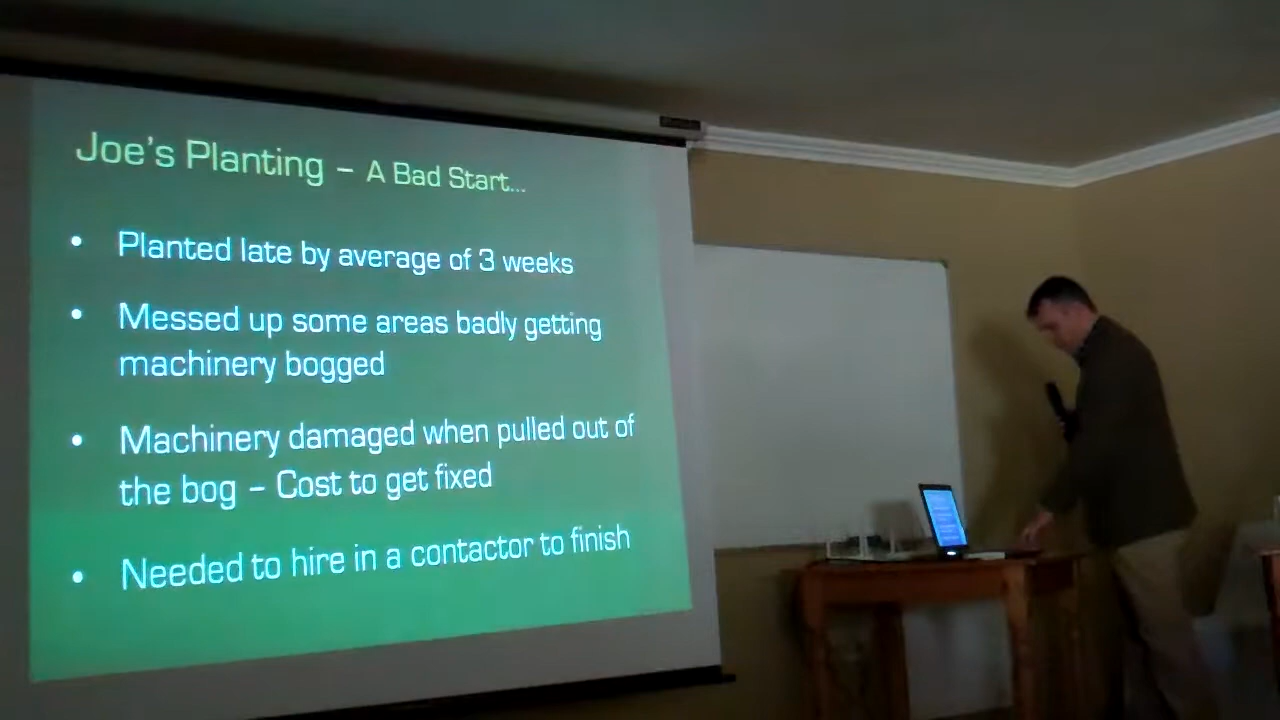 Joe's Planting – A Bad Start...
• Planted late by average of 3 weeks
• Messed up some areas badly getting
machinery bogged
• Machinery damaged when pulled out of
the bog – Cost to get fixed
• Needed to hire in a contactor to finish